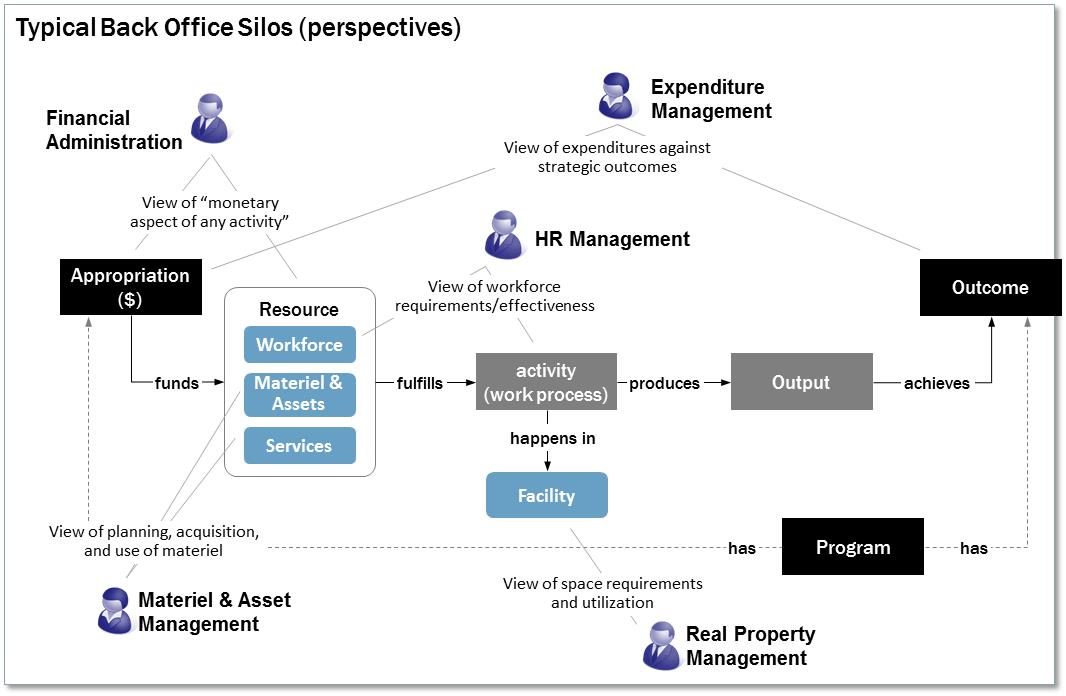 Typical Back Office Silos (perspectives)
Expenditure
Management
Financial
Administration
View of expenditures against
strategic outcomes
View of “monetary
aspect of any activity”
HR Management
Appropriation
($)
View of workforce
requirements/effectiveness
Outcome
Resource
Workforce
Materiel &
Assets
Services
funds
fulfills
activity
(work process)
produces
Output
achieves
happens in
Facility
View of planning, acquisition,
and use of materiel
has
Program
has
View of space requirements
and utilization
Materiel & Asset
Management
Real Property
Management